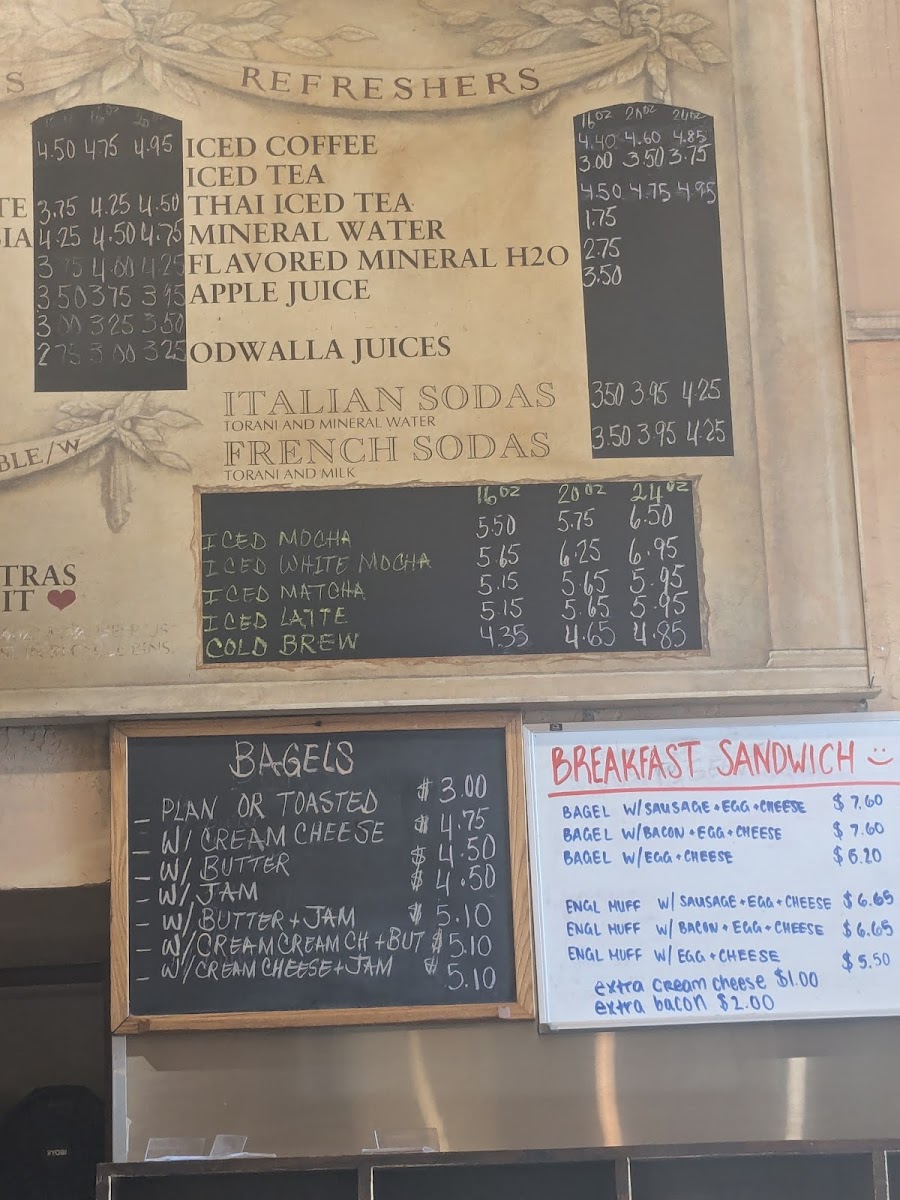 S
REFRESHERS
4.50 4.75 4.95
3.75 4.25 4.50
4.25 4.50 4.75
3.75 4.00 4.25
3.50 3.75 3.95
3.00 3.25 3.50
2.75 3.00 3.25
TE
IA
BLE/W
TRAS
IT ❤
16oz 20oz 24oz
ICED COFFEE 4.40 4.60 4.85
ICED TEA 3.00 3.50 3.75
THAI ICED TEA 4.50 4.75 4.95
MINERAL WATER 1.75
FLAVORED MINERAL H2O 2.75
APPLE JUICE 3.50
ODWALLA JUICES
ITALIAN SODAS 3.50 3.95 4.25
TORANI AND MINERAL WATER
FRENCH SODAS 3.50 3.95 4.25
TORANI AND MILK
16oz 20oz 24oz
ICED MOCHA 5.50 5.75 6.50
ICED WHITE MOCHA 5.65 6.25 6.95
ICED MATCHA 5.15 5.65 5.95
ICED LATTE 5.15 5.65 5.95
COLD BREW 4.35 4.65 4.85
BAGELS
- PLAN OR TOASTED $3.00
- W/ CREAM CHEESE $4.75
- W/ BUTTER $4.50
- W/ JAM $4.50
- W/ BUTTER + JAM $5.10
- W/ CREAMCREAM CH + BUT $5.10
- W/ CREAM CHEESE + JAM $5.10
BREAKFAST SANDWICH :)
BAGEL W/SAUSAGE+EGG+CHEESE $7.60
BAGEL W/BACON+EGG+CHEESE $7.60
BAGEL W/EGG+CHEESE $6.20
ENGL MUFF W/ SAUSAGE+EGG+CHEESE $6.65
ENGL MUFF W/ BACON+EGG+CHEESE $6.65
ENGL MUFF W/ EGG+CHEESE $5.50
extra cream cheese $1.00
extra bacon $2.00
RYOBI